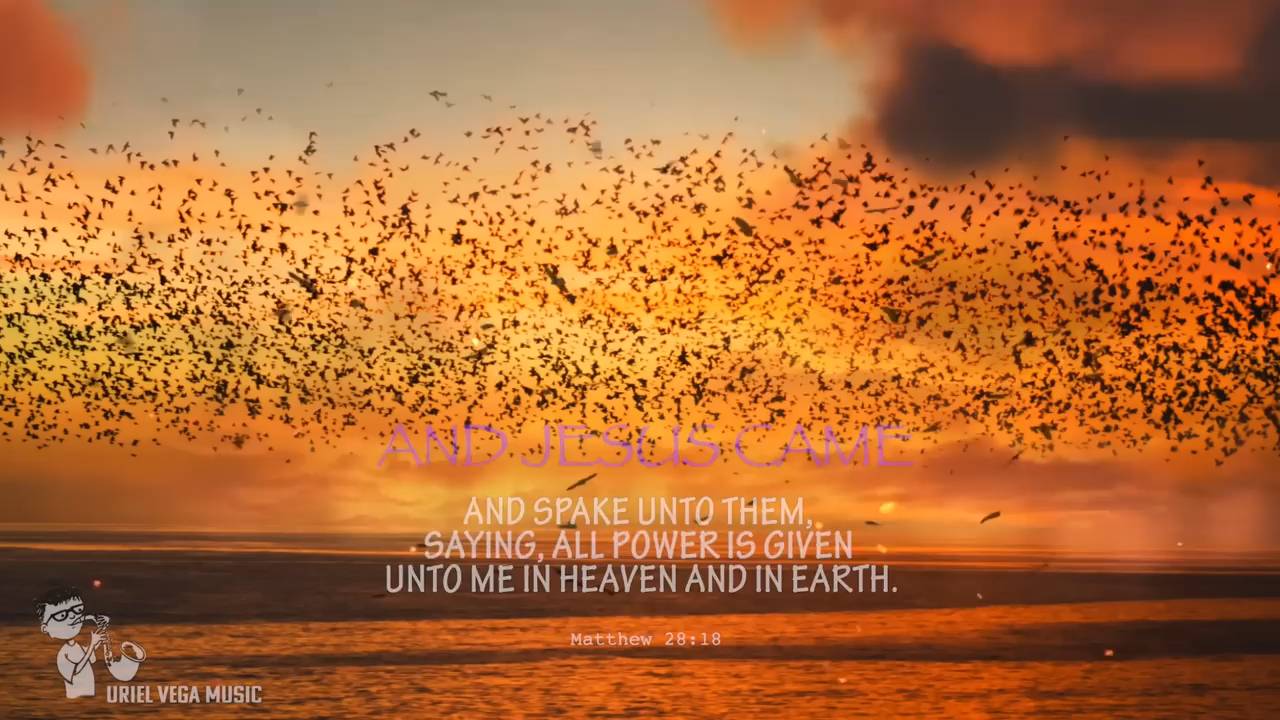 AND JESUS CAME
AND SPAKE UNTO THEM,
SAYING, ALL POWER IS GIVEN
UNTO ME IN HEAVEN AND IN EARTH.
Matthew 28:18
URIEL VEGA MUSIC